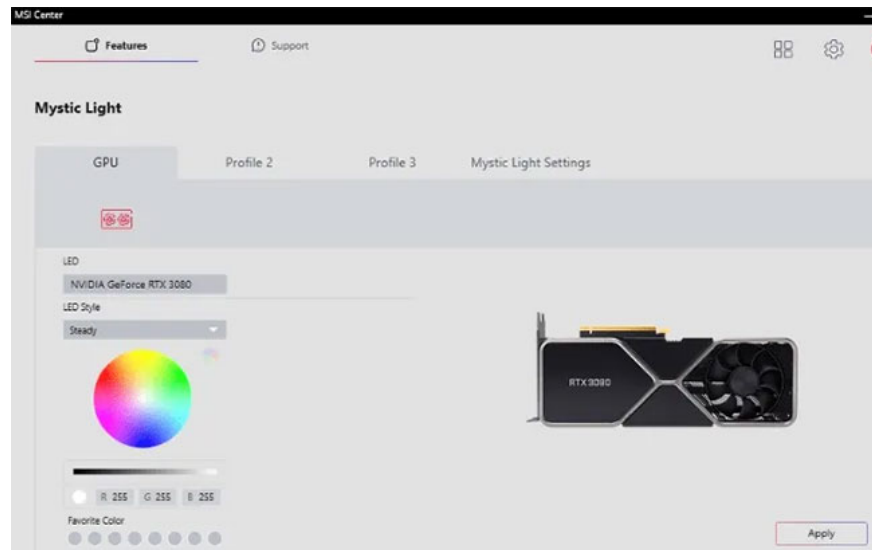 MSI Center
Features
Support
Mystic Light
GPU
Profile 2
Profile 3
Mystic Light Settings
LED
NVIDIA GeForce RTX 3080
LED Style
Steady
RTX 3080
R 255 G 255 B 255
Favorite Color
Apply